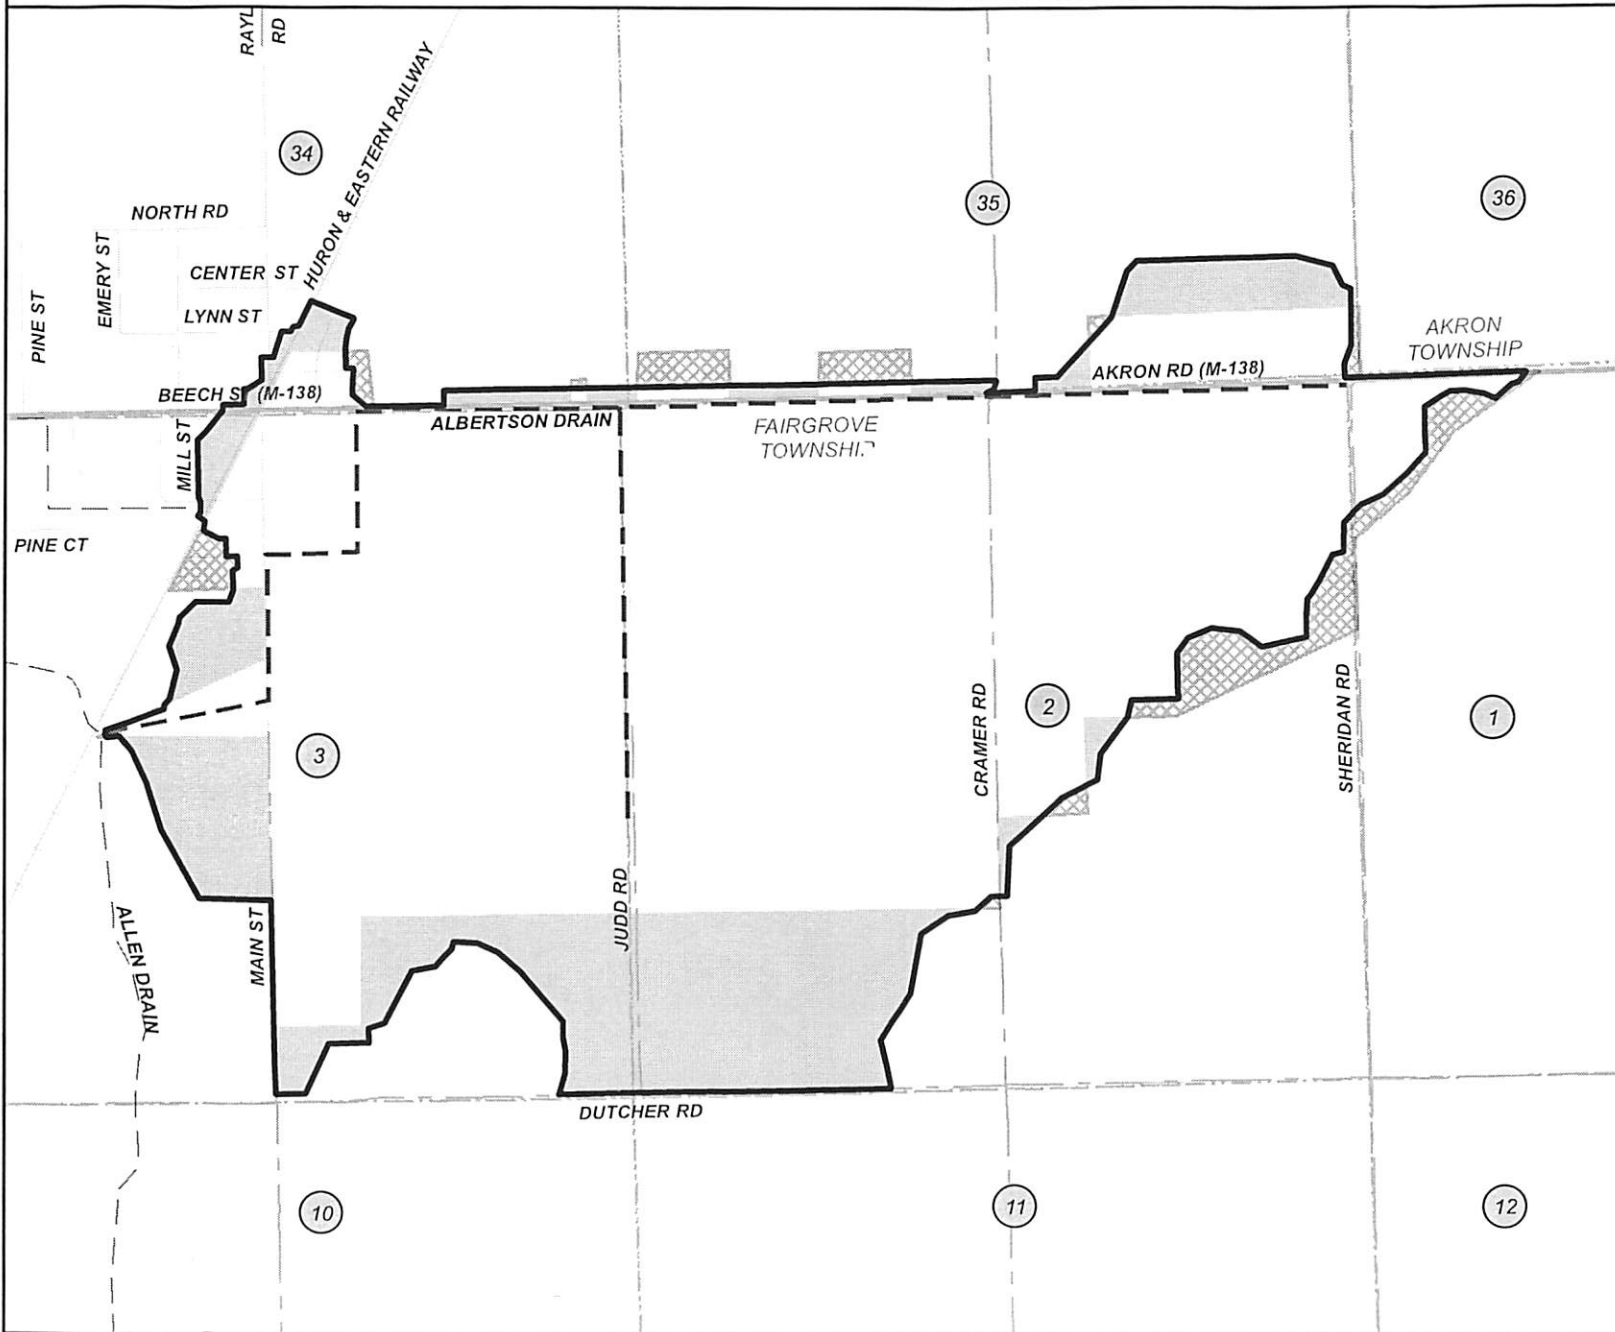 RAYL
RD
HURON & EASTERN RAILWAY
34
35
36
NORTH RD
EMERY ST
CENTER ST
PINE ST
LYNN ST
AKRON
TOWNSHIP
BEECH S (M-138)
AKRON RD (M-138)
ALBERTSON DRAIN
FAIRGROVE
TOWNSHI
MILL ST
PINE CT
SHERIDAN RD
CRAMER RD
2
1
3
JUDD RD
MAIN ST
ALLEN DRAIN
DUTCHER RD
10
11
12